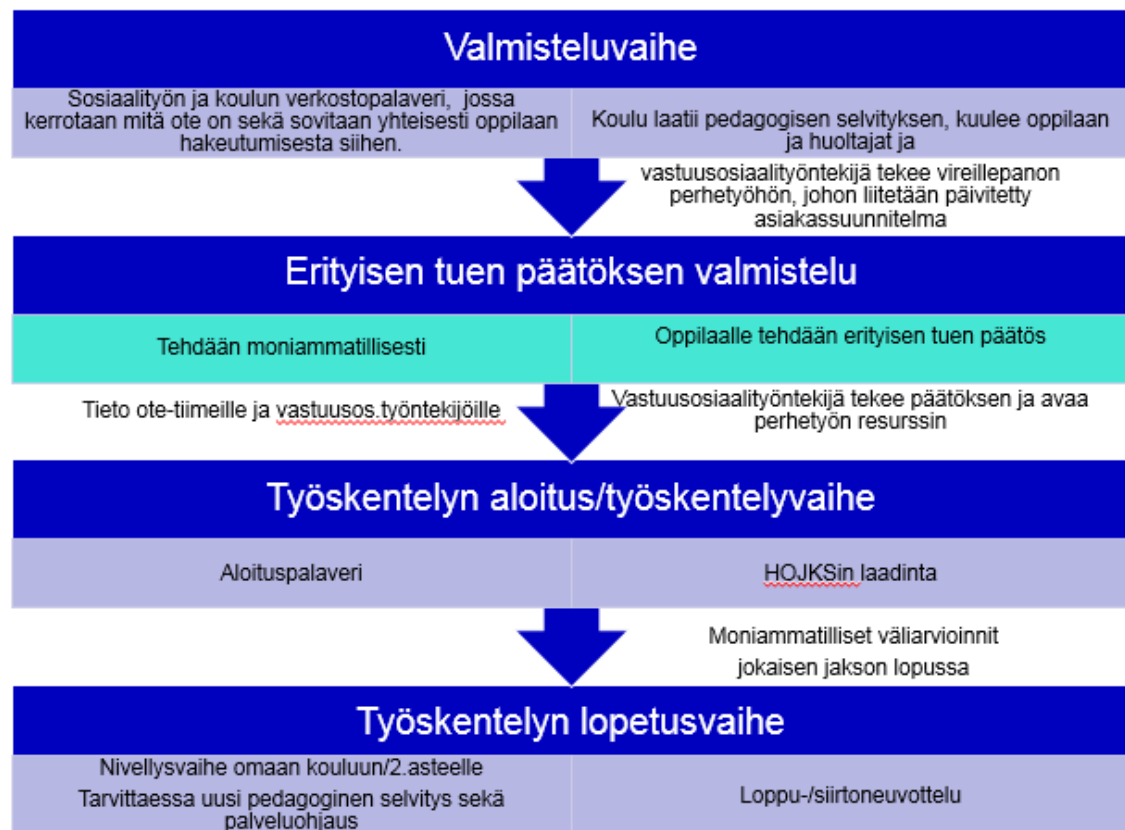 Valmisteluvaihe
Sosiaalityön ja koulun verkostopalaveri, jossa
kerrotaan mitä ote on sekä sovitaan yhteisesti oppilaan
hakeutumisesta siihen.
Koulu laatii pedagogisen selvityksen, kuulee oppilaan
ja huoltajat ja
vastuusosiaalityöntekijä tekee vireillepanon
perhetyöhön, johon liitetään päivitetty
asiakassuunnitelma
Erityisen tuen päätöksen valmistelu
Tehdään moniammatillisesti
Oppilaalle tehdään erityisen tuen päätös
Tieto ote-tiimeille ja vastuusos.työntekijöille
Vastuusosiaalityöntekijä tekee päätöksen ja avaa
perhetyön resurssin
Työskentelyn aloitus/työskentelyvaihe
Aloituspalaveri
HOJKSin laadinta
Moniammatilliset väliarvioinnit
jokaisen jakson lopussa
Työskentelyn lopetusvaihe
Nivellysvaihe omaan kouluun/2.asteelle
Tarvittaessa uusi pedagoginen selvitys sekä
palveluohjaus
Loppu-/siirtoneuvottelu